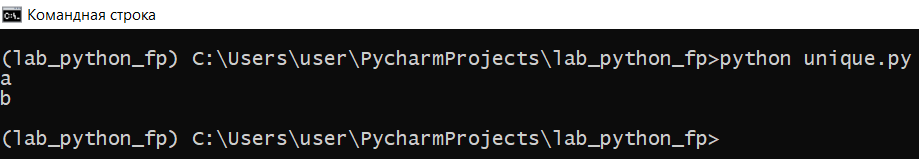 Командная строка
(lab_python_fp) C:\Users\user\PycharmProjects\lab_python_fp>python unique.py
a
b
(lab_python_fp) C:\Users\user\PycharmProjects\lab_python_fp>